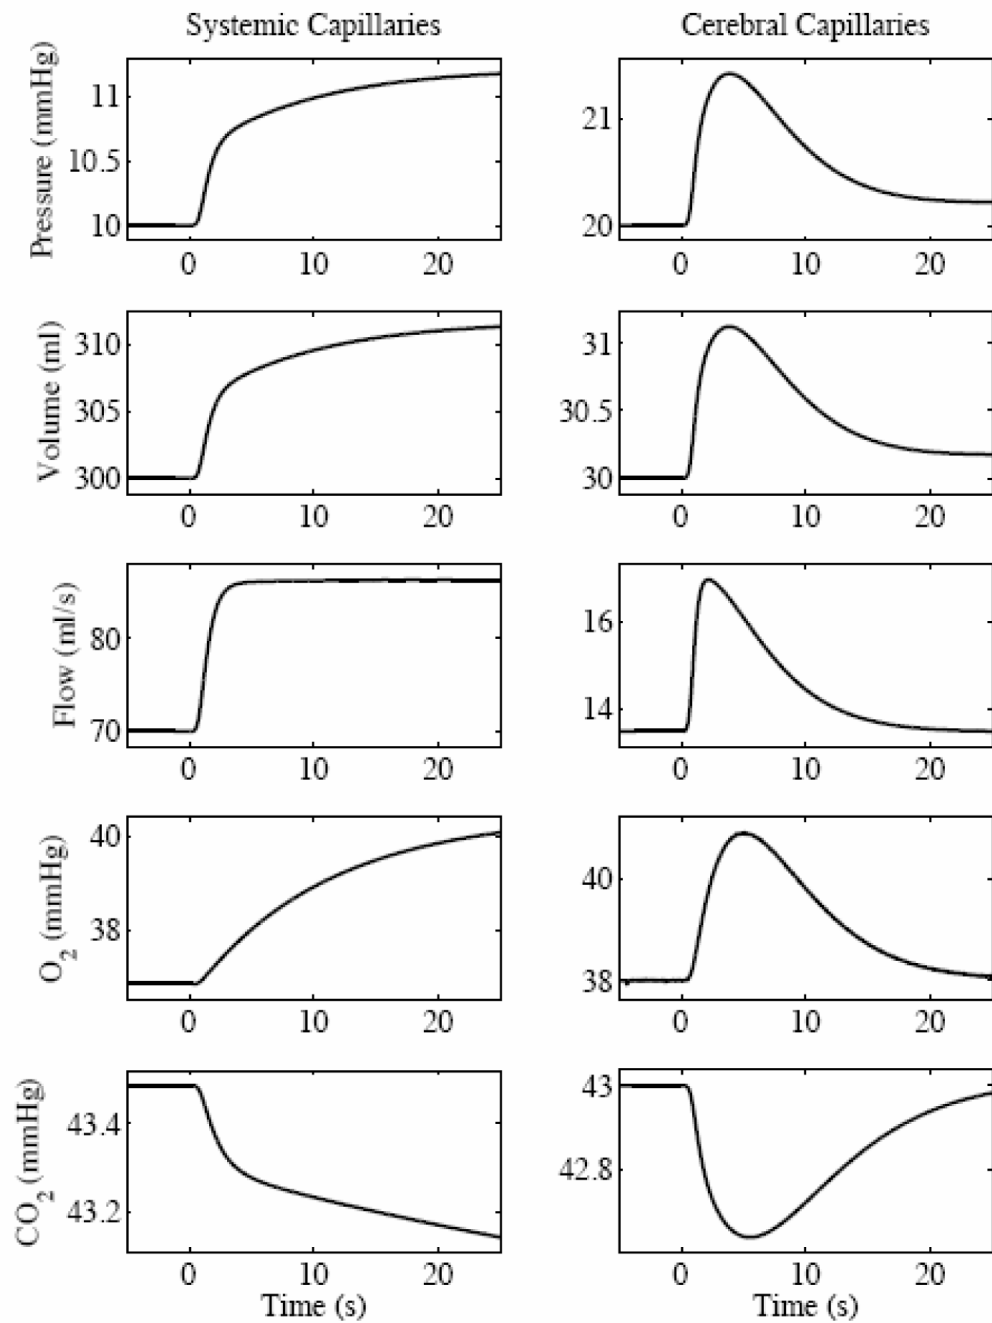 Systemic Capillaries
Cerebral Capillaries
Pressure (mmHg)
11
10.5
10
0 10 20
21
20
0 10 20
Volume (ml)
310
305
300
0 10 20
31
30.5
30
0 10 20
Flow (ml/s)
80
70
0 10 20
16
14
0 10 20
O2 (mmHg)
40
38
0 10 20
40
38
0 10 20
CO2 (mmHg)
43.4
43.2
0 10 20
Time (s)
43
42.8
0 10 20
Time (s)